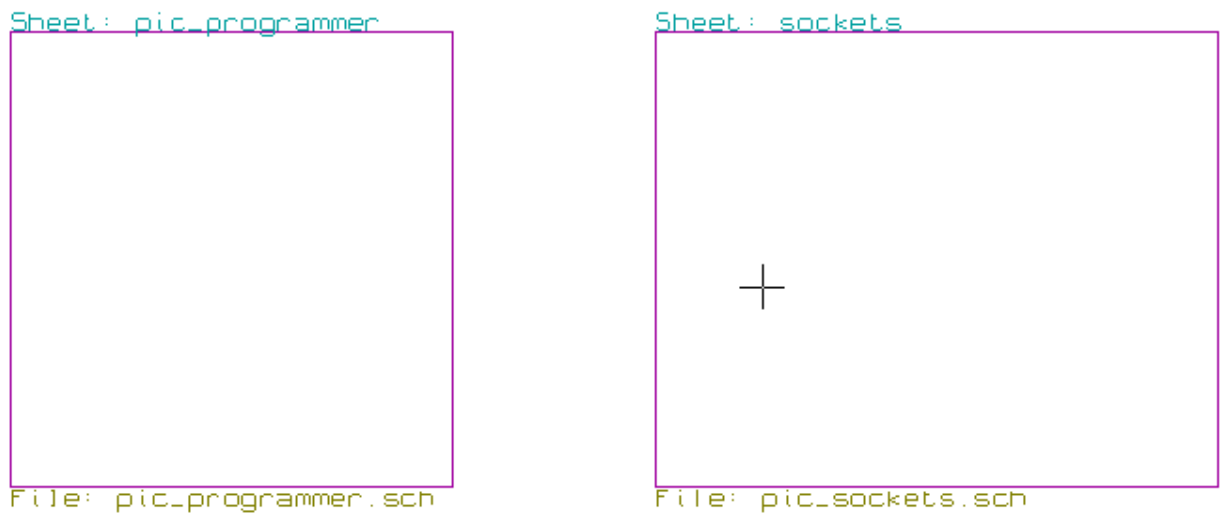 Sheet: pic_programmer
Sheet: sockets
File: pic_programmer.sch
File: pic_sockets.sch